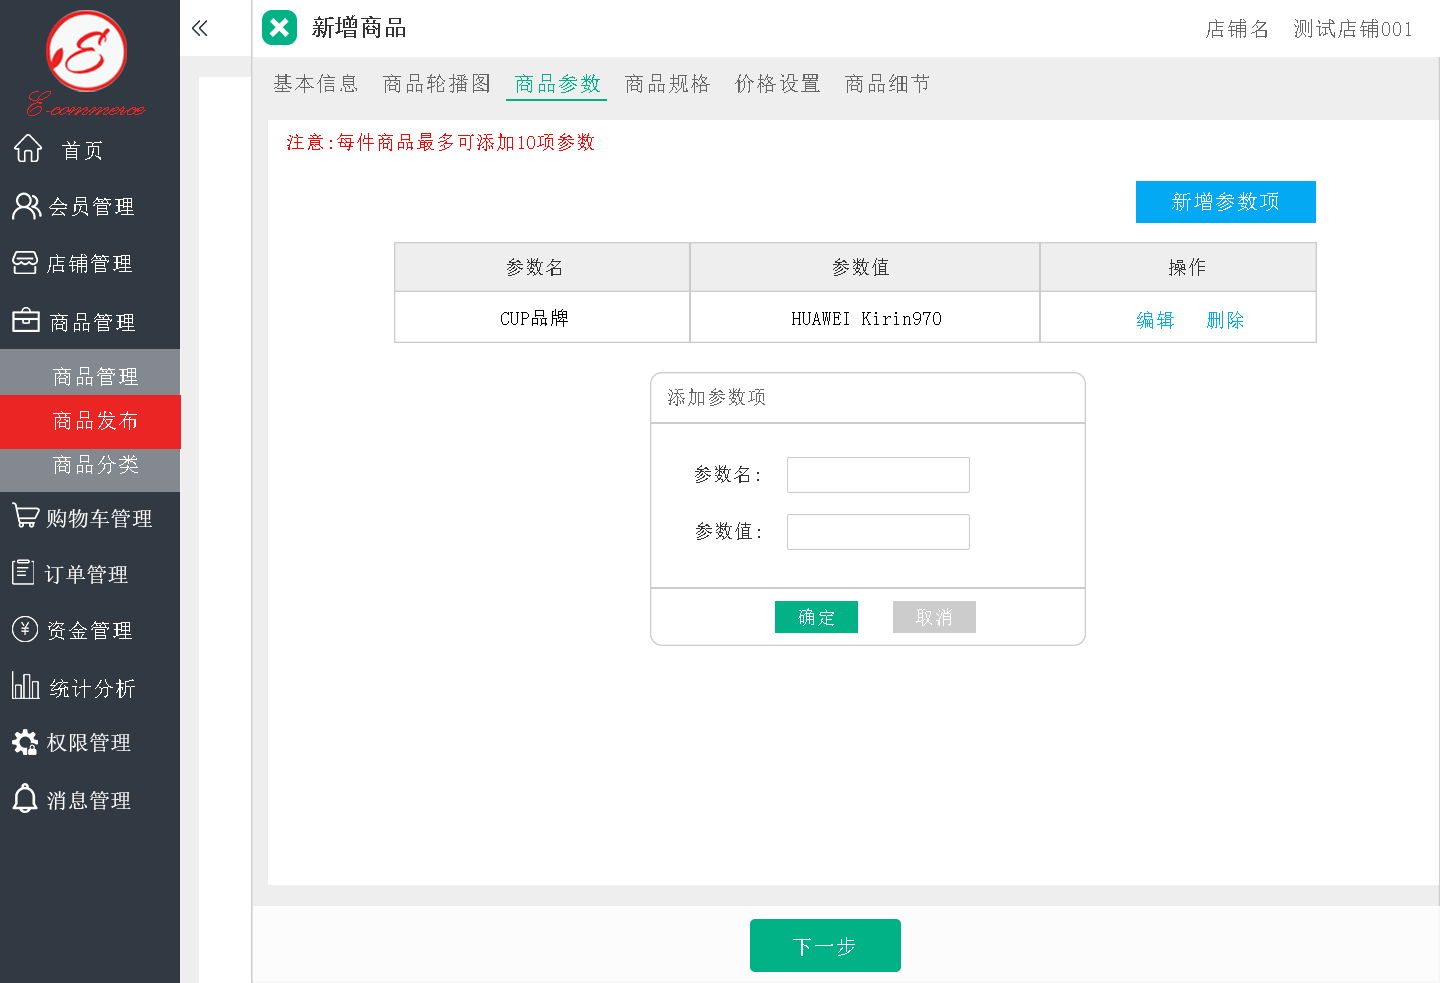 E-commerce
首页
会员管理
店铺管理
商品管理
商品管理
商品发布
商品分类
购物车管理
订单管理
资金管理
统计分析
权限管理
消息管理
新增商品
店铺名 测试店铺001
基本信息 商品轮播图 商品参数 商品规格 价格设置 商品细节
注意:每件商品最多可添加10项参数
新增参数项
参数名 参数值 操作
CUP品牌 HUAWEI Kirin970 编辑 删除
添加参数项
参数名:
参数值:
确定 取消
下一步